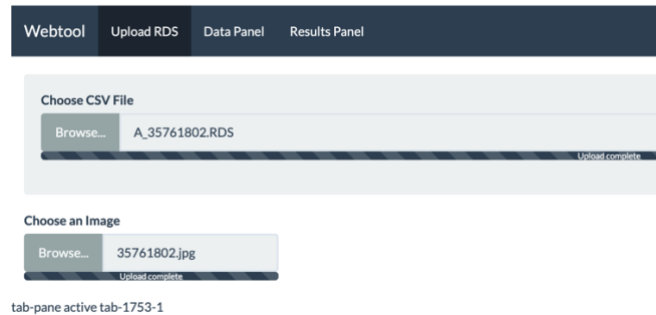 Webtool Upload RDS Data Panel Results Panel
Choose CSV File
Browse... A_35761802.RDS
Upload complete
Choose an Image
Browse... 35761802.jpg
Upload complete
tab-pane active tab-1753-1